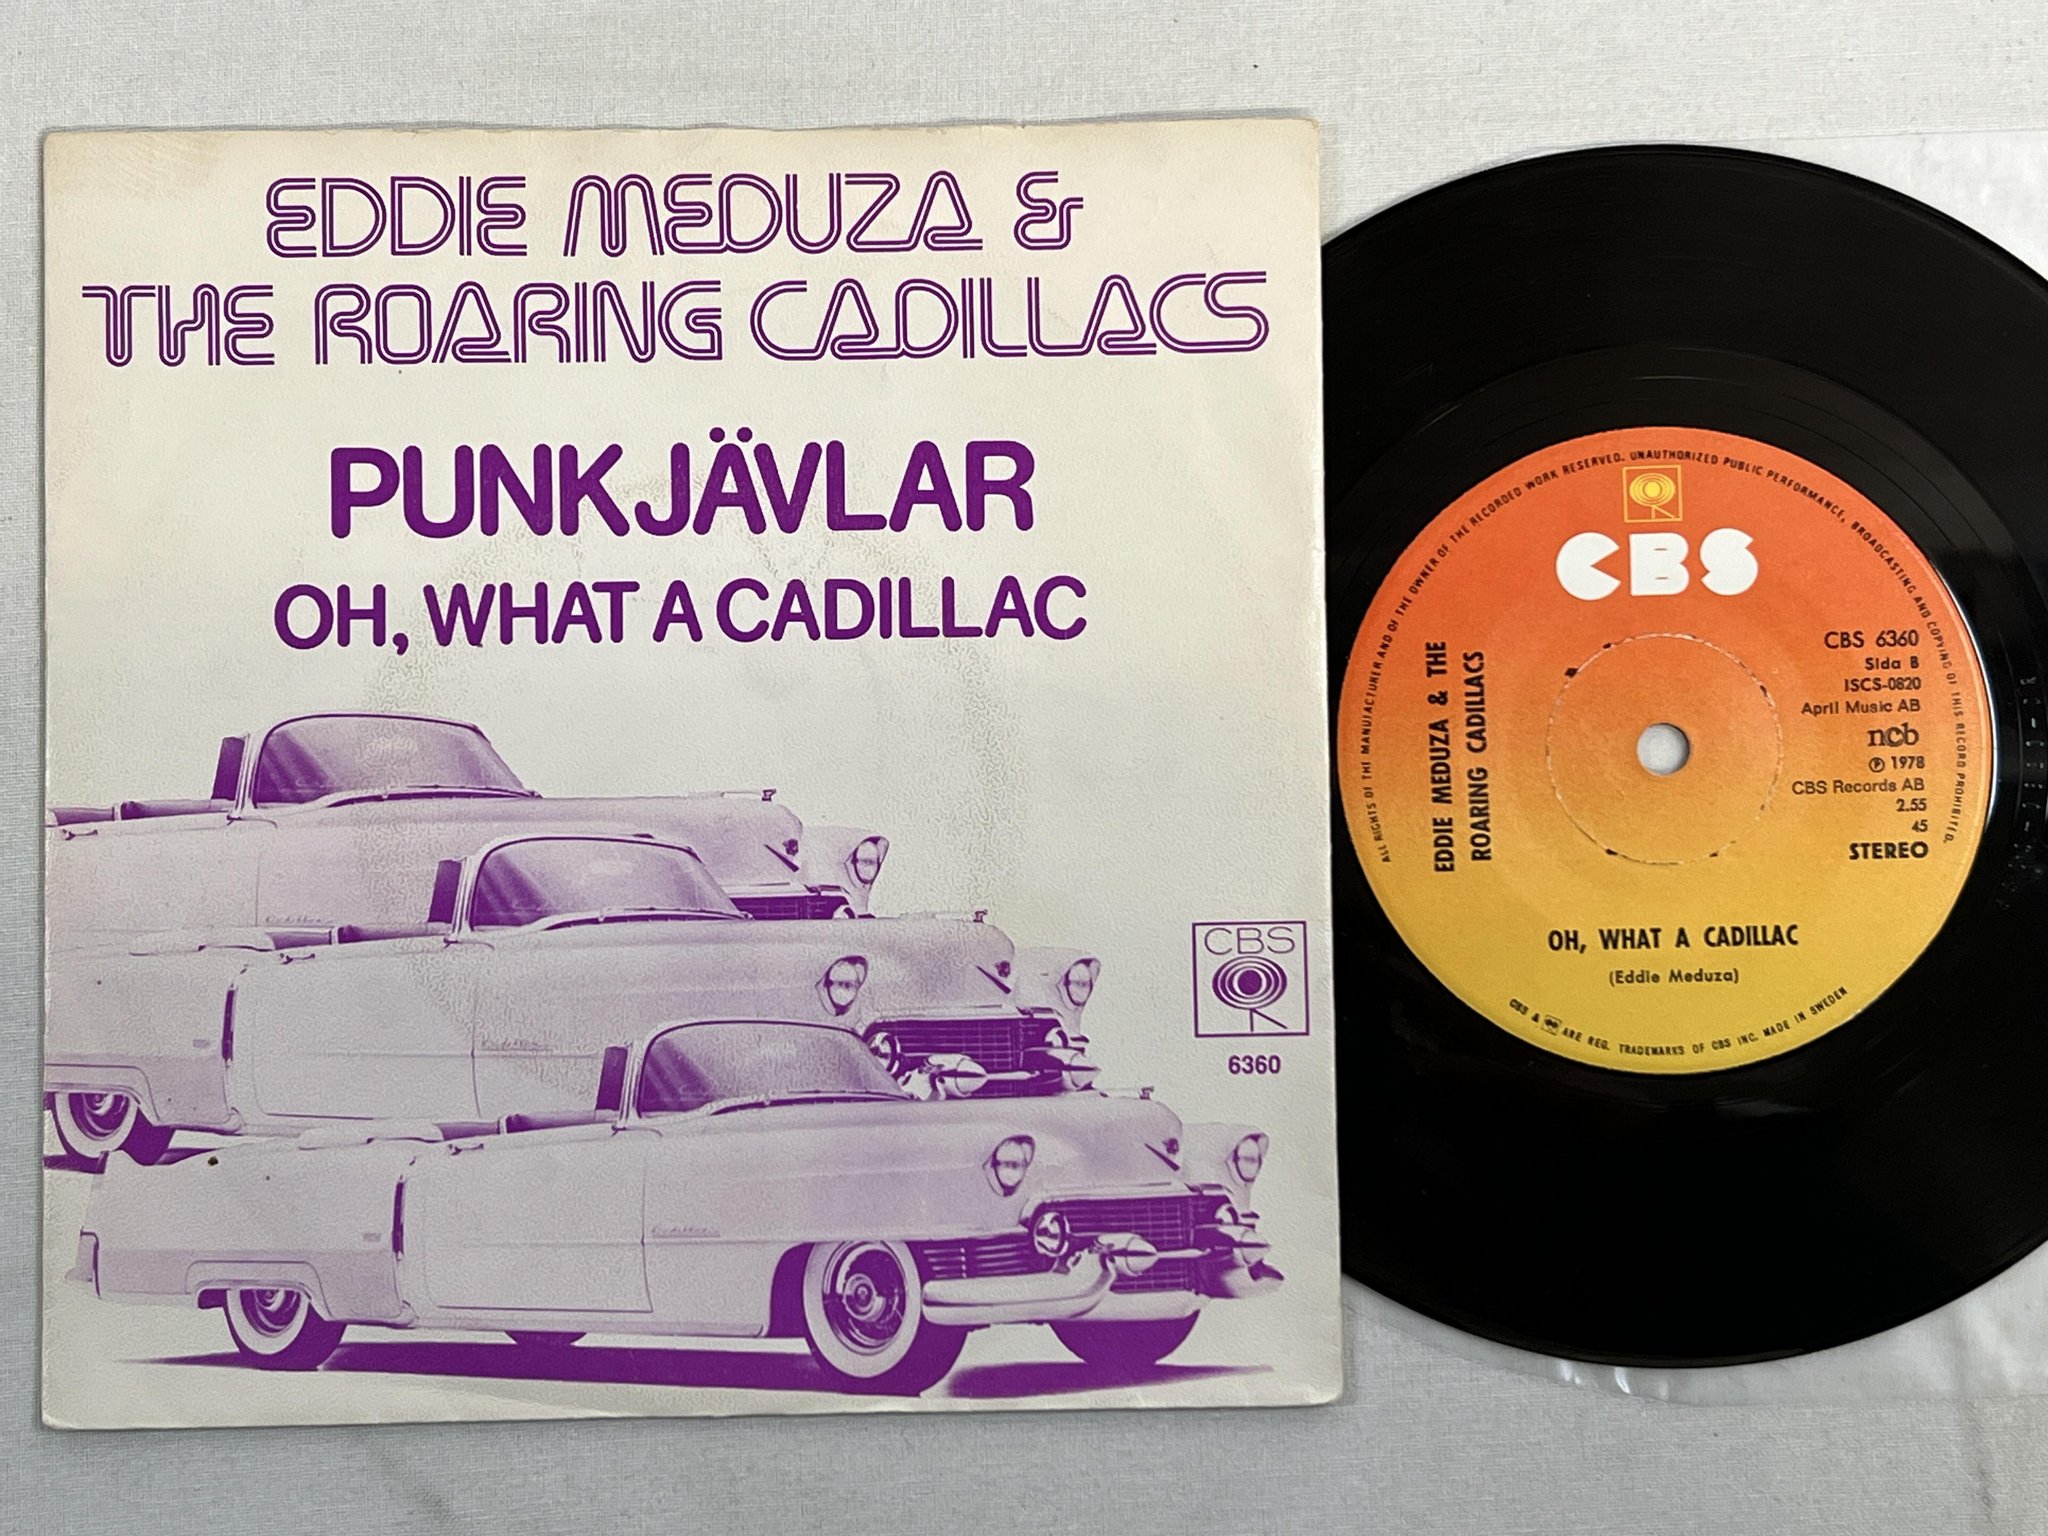 EDDIE MEDUZA &
THE ROARING CADILLACS
PUNKJÄVLAR
OH, WHAT A CADILLAC
CBS
6360
Cadillac
Cadillac
ALL RIGHTS OF THE MANUFACTURER AND OF THE OWNER OF THE RECORDED WORK RESERVED. UNAUTHORIZED PUBLIC PERFORMANCE, BROADCASTING AND COPYING OF THIS RECORD PROHIBITED.
CBS
CBS 6360
Sida B
ISCS-0820
April Music AB
ncb
℗ 1978
CBS Records AB
2.55
45
STEREO
EDDIE MEDUZA & THE
ROARING CADILLACS
OH, WHAT A CADILLAC
(Eddie Meduza)
CBS & ARE REG. TRADEMARKS OF CBS INC. MADE IN SWEDEN